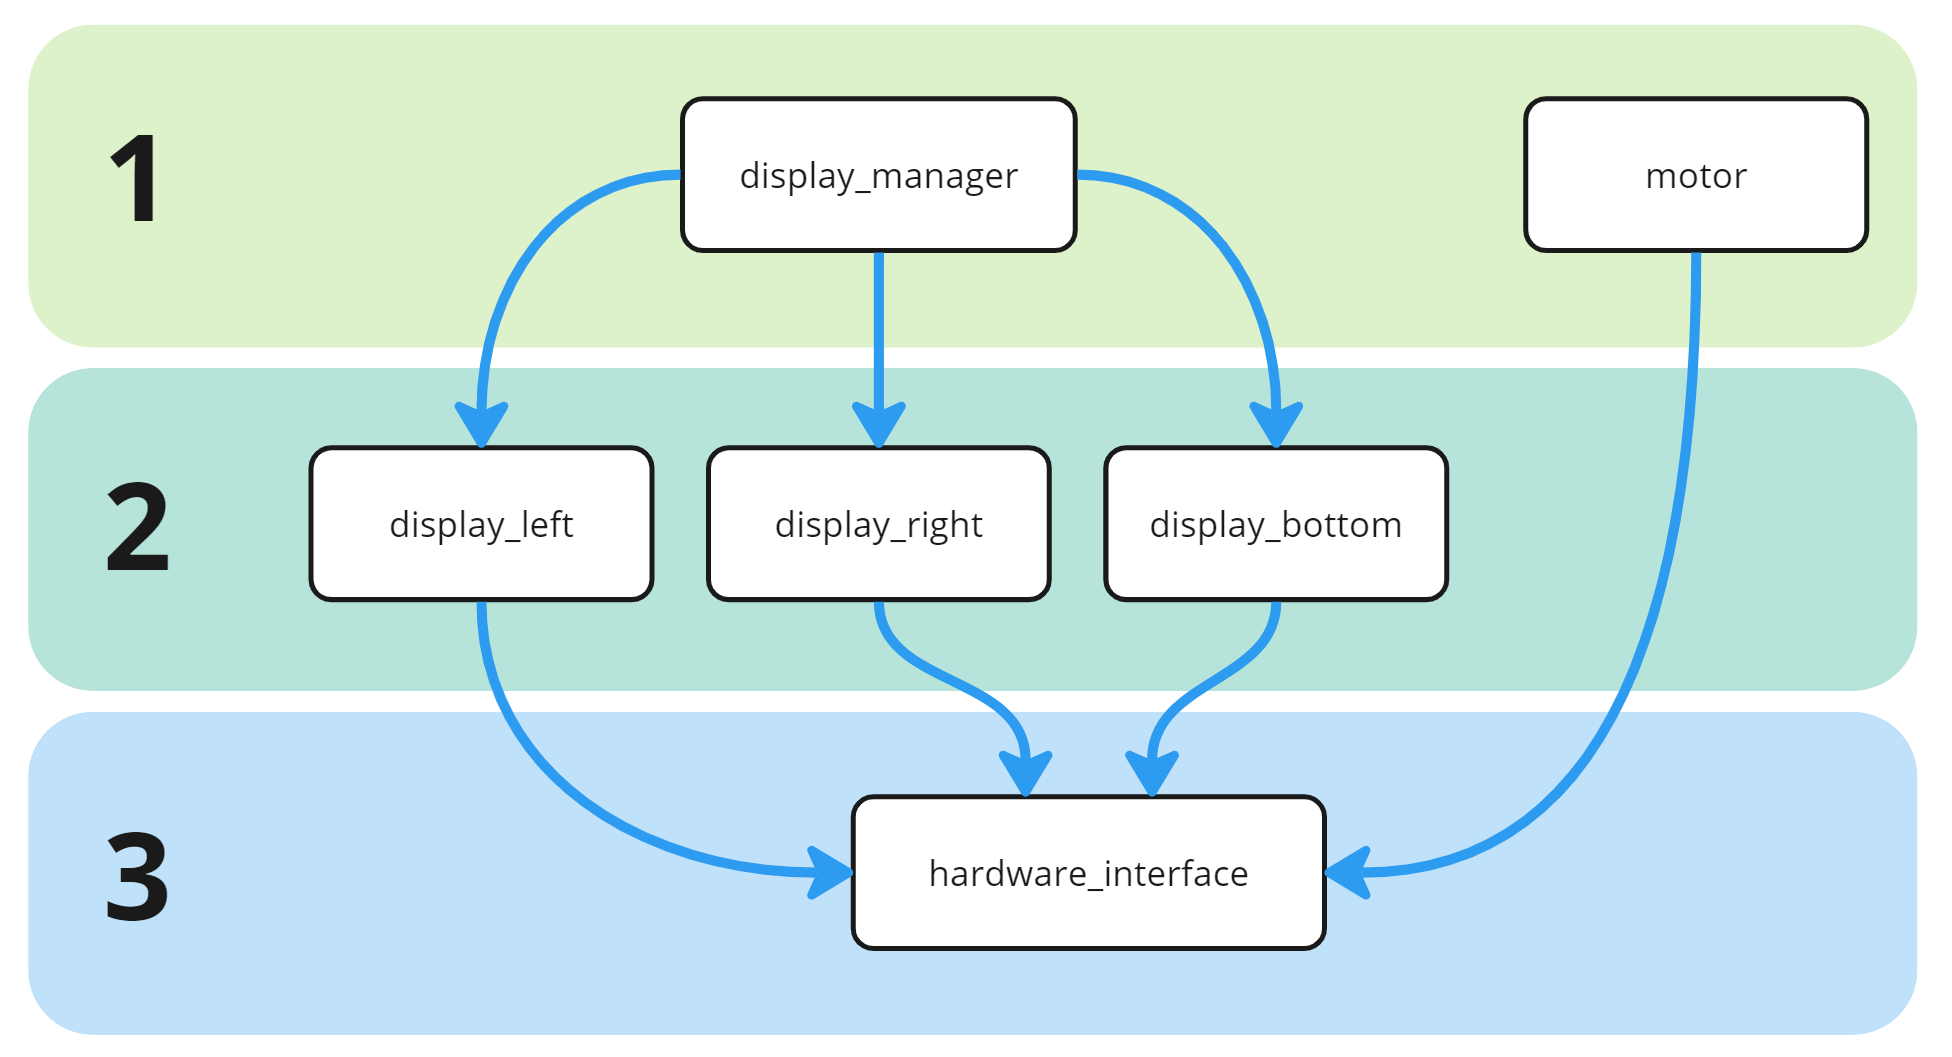 1
display_manager
motor
2
display_left
display_right
display_bottom
3
hardware_interface